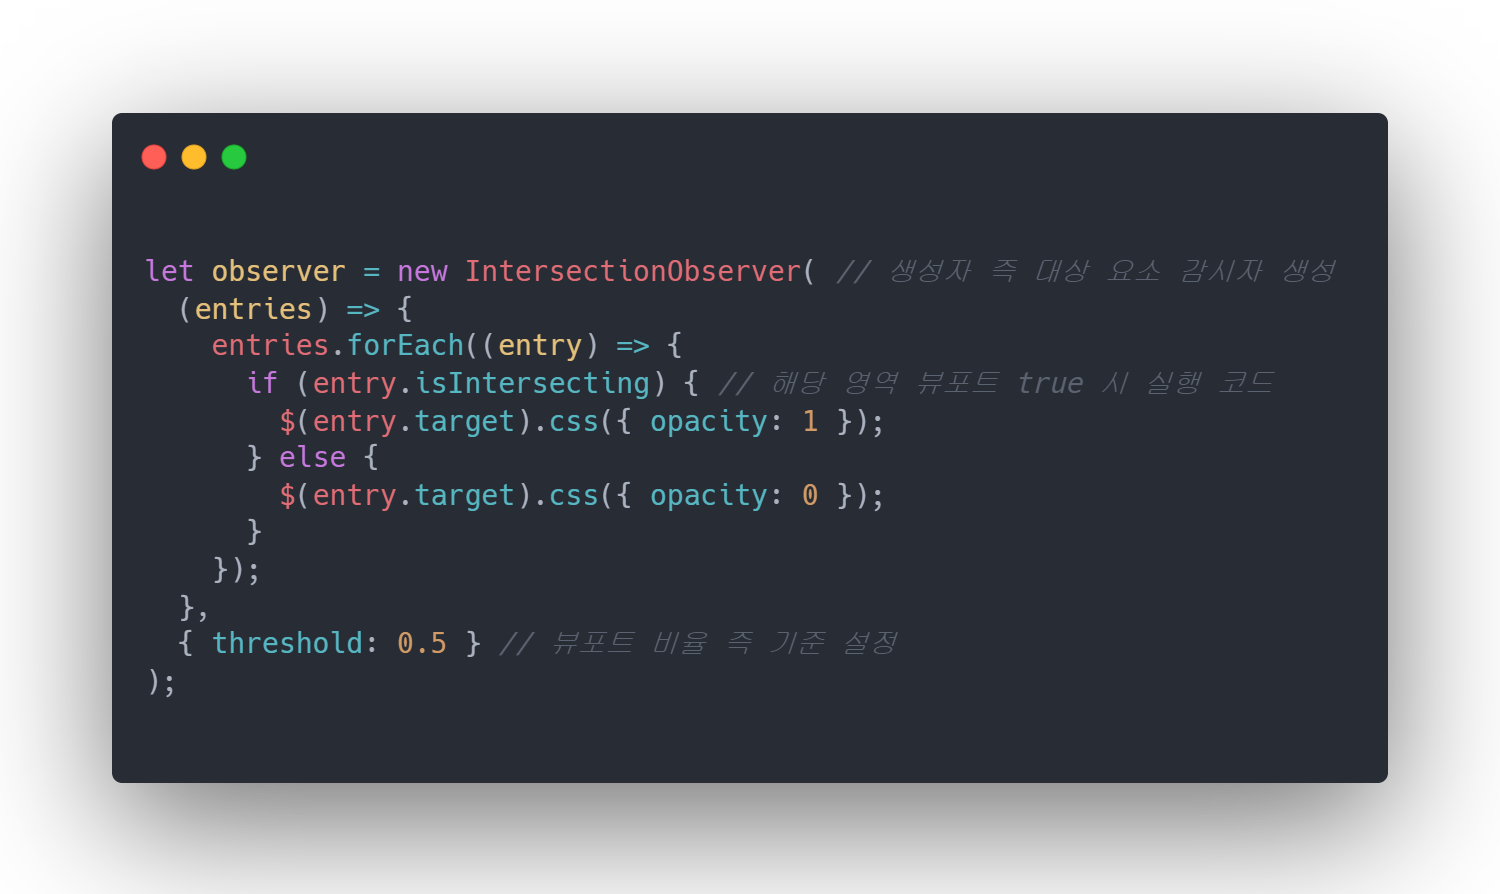 let observer = new IntersectionObserver( // 생성자 즉 대상 요소 감시자 생성
  (entries) => {
    entries.forEach((entry) => {
      if (entry.isIntersecting) { // 해당 영역 뷰포트 true 시 실행 코드
        $(entry.target).css({ opacity: 1 });
      } else {
        $(entry.target).css({ opacity: 0 });
      }
    });
  },
  { threshold: 0.5 } // 뷰포트 비율 즉 기준 설정
);